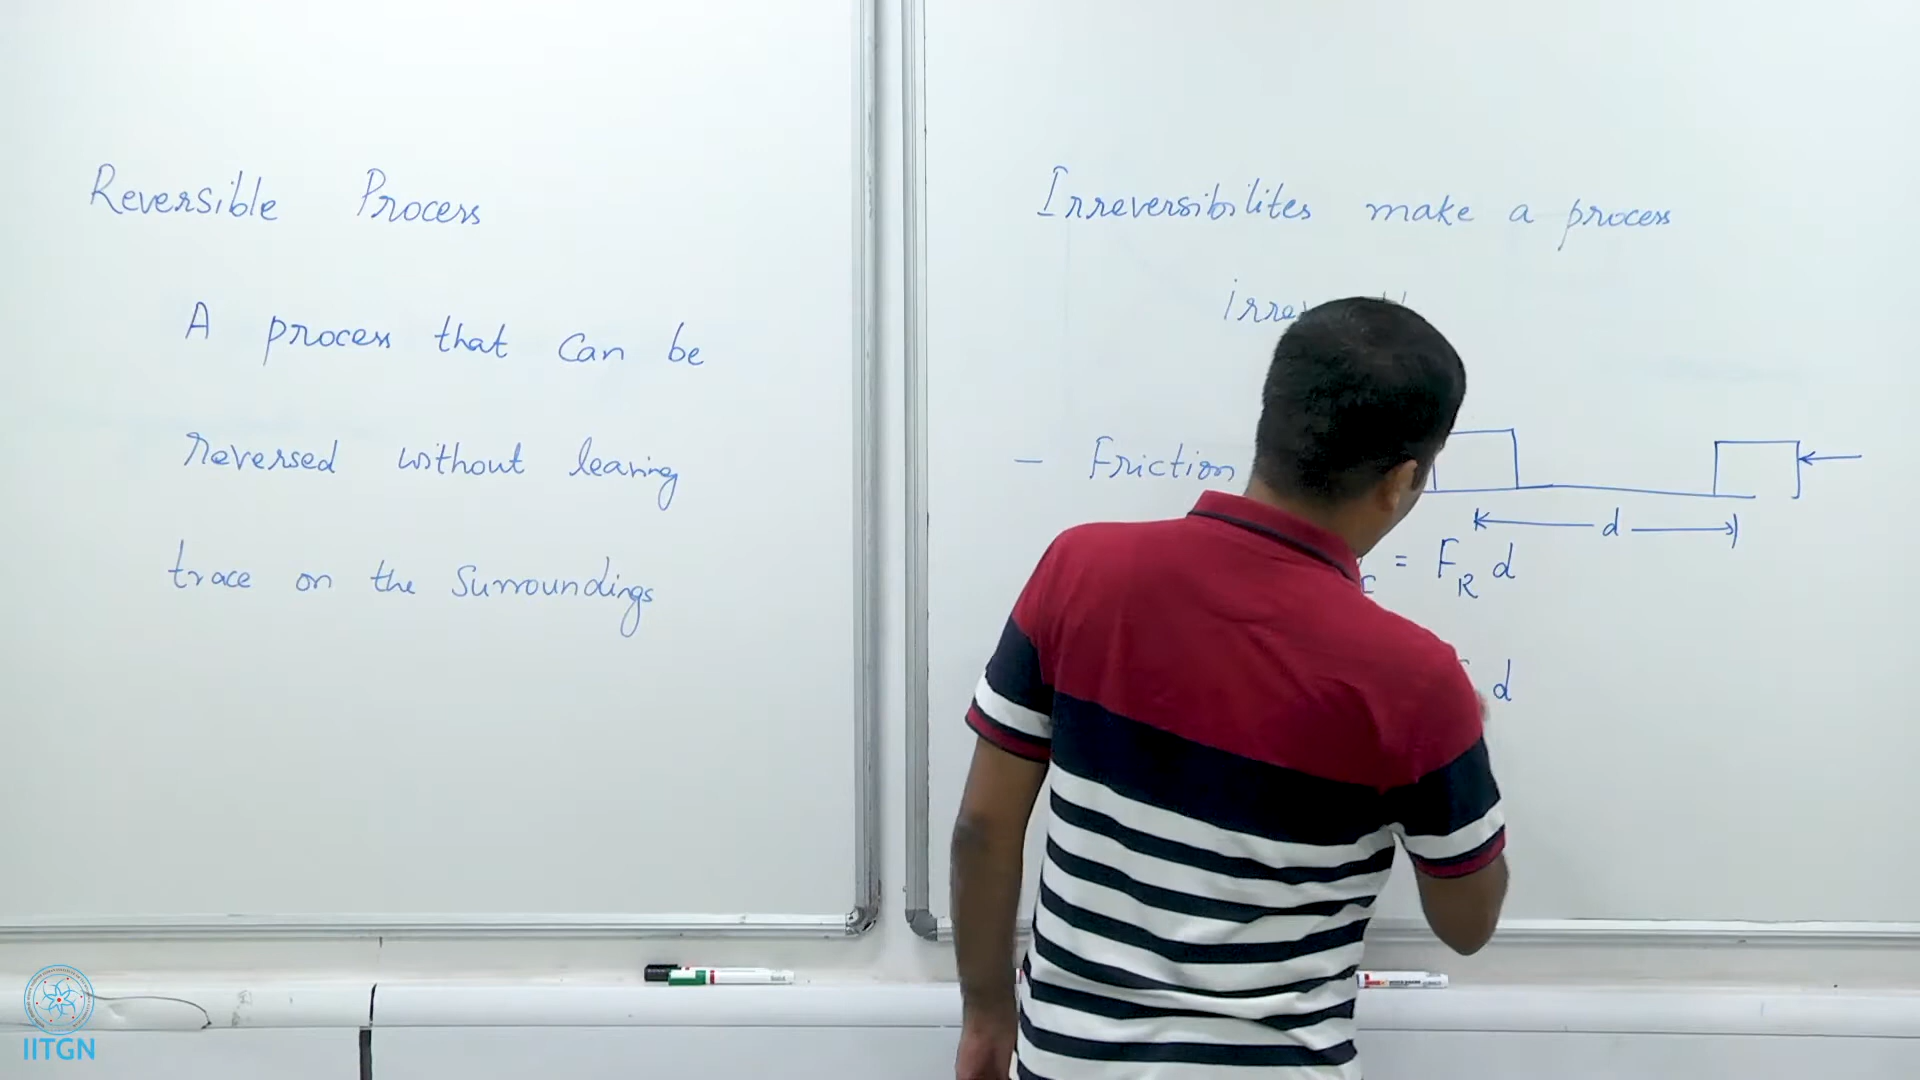 Reversible Process
A process that can be
reversed without leaving
trace on the surroundings
Irreversibilites make a process
- Friction
d
= F_R d
d
IITGN